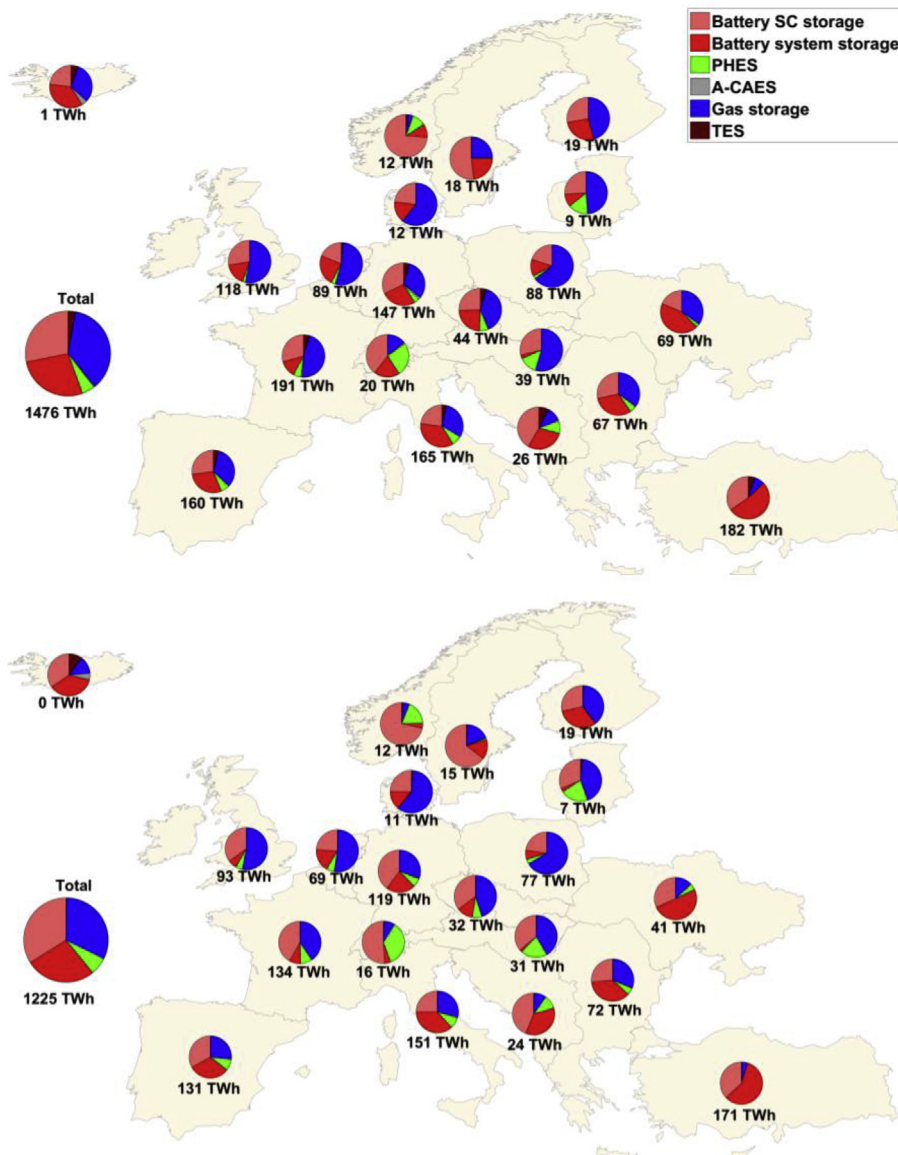 Battery SC storage
Battery system storage
PHES
A-CAES
Gas storage
TES
1 TWh
12 TWh
18 TWh
19 TWh
9 TWh
12 TWh
118 TWh
89 TWh
147 TWh
88 TWh
44 TWh
69 TWh
Total
1476 TWh
191 TWh
20 TWh
39 TWh
67 TWh
165 TWh
26 TWh
160 TWh
182 TWh
0 TWh
12 TWh
15 TWh
19 TWh
7 TWh
11 TWh
93 TWh
69 TWh
119 TWh
77 TWh
32 TWh
41 TWh
Total
1225 TWh
134 TWh
16 TWh
31 TWh
72 TWh
151 TWh
24 TWh
131 TWh
171 TWh